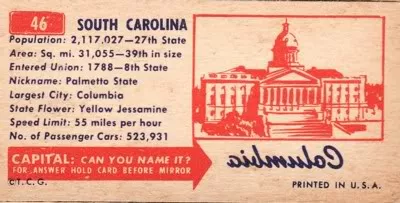 46
SOUTH CAROLINA
Population: 2,117,027—27th State
Area: Sq. mi. 31,055—39th in size
Entered Union: 1788—8th State
Nickname: Palmetto State
Largest City: Columbia
State Flower: Yellow Jessamine
Speed Limit: 55 miles per hour
No. of Passenger Cars: 523,931
CAPITAL: CAN YOU NAME IT?
FOR ANSWER HOLD CARD BEFORE MIRROR
©T.C.G.
Columbia
PRINTED IN U.S.A.